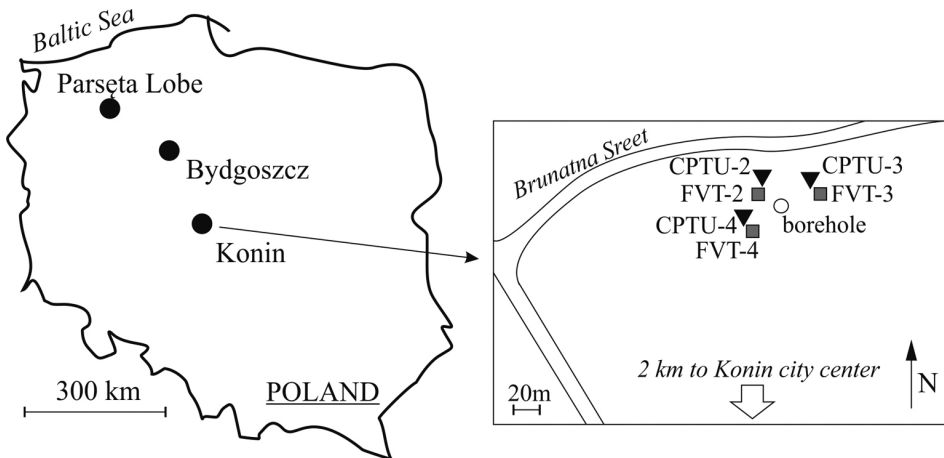 Baltic Sea
Parsęta Lobe
Bydgoszcz
Konin
300 km
POLAND
Brunatna Sreet
CPTU-2
FVT-2
CPTU-3
FVT-3
CPTU-4
FVT-4
borehole
2 km to Konin city center
20m
N